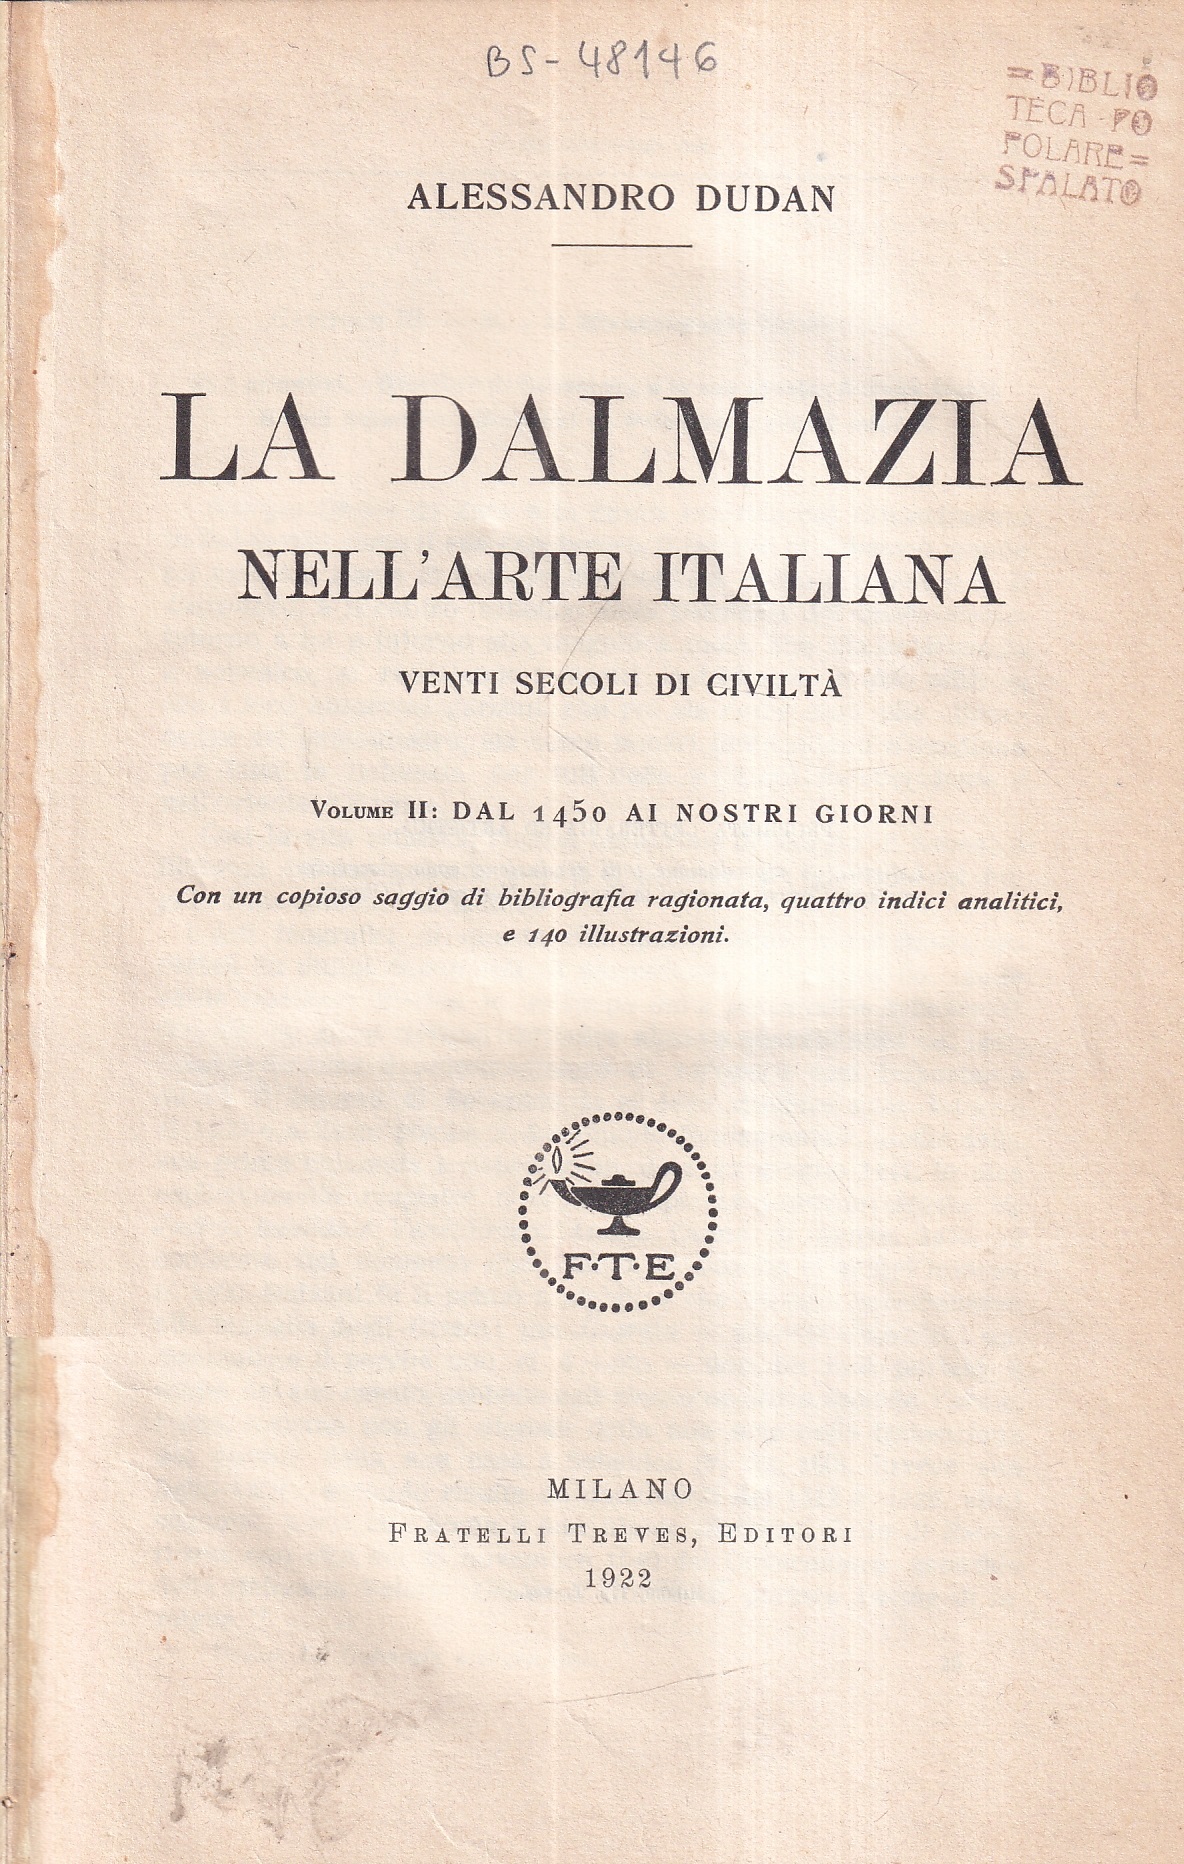 BS-48146
=BIBLIO
TECA-PO
POLARE=
SPALATO
ALESSANDRO DUDAN
LA DALMAZIA
NELL'ARTE ITALIANA
VENTI SECOLI DI CIVILTÀ
VOLUME II: DAL 1450 AI NOSTRI GIORNI
Con un copioso saggio di bibliografia ragionata, quattro indici analitici,
e 140 illustrazioni.
F·T·E
MILANO
FRATELLI TREVES, EDITORI
1922